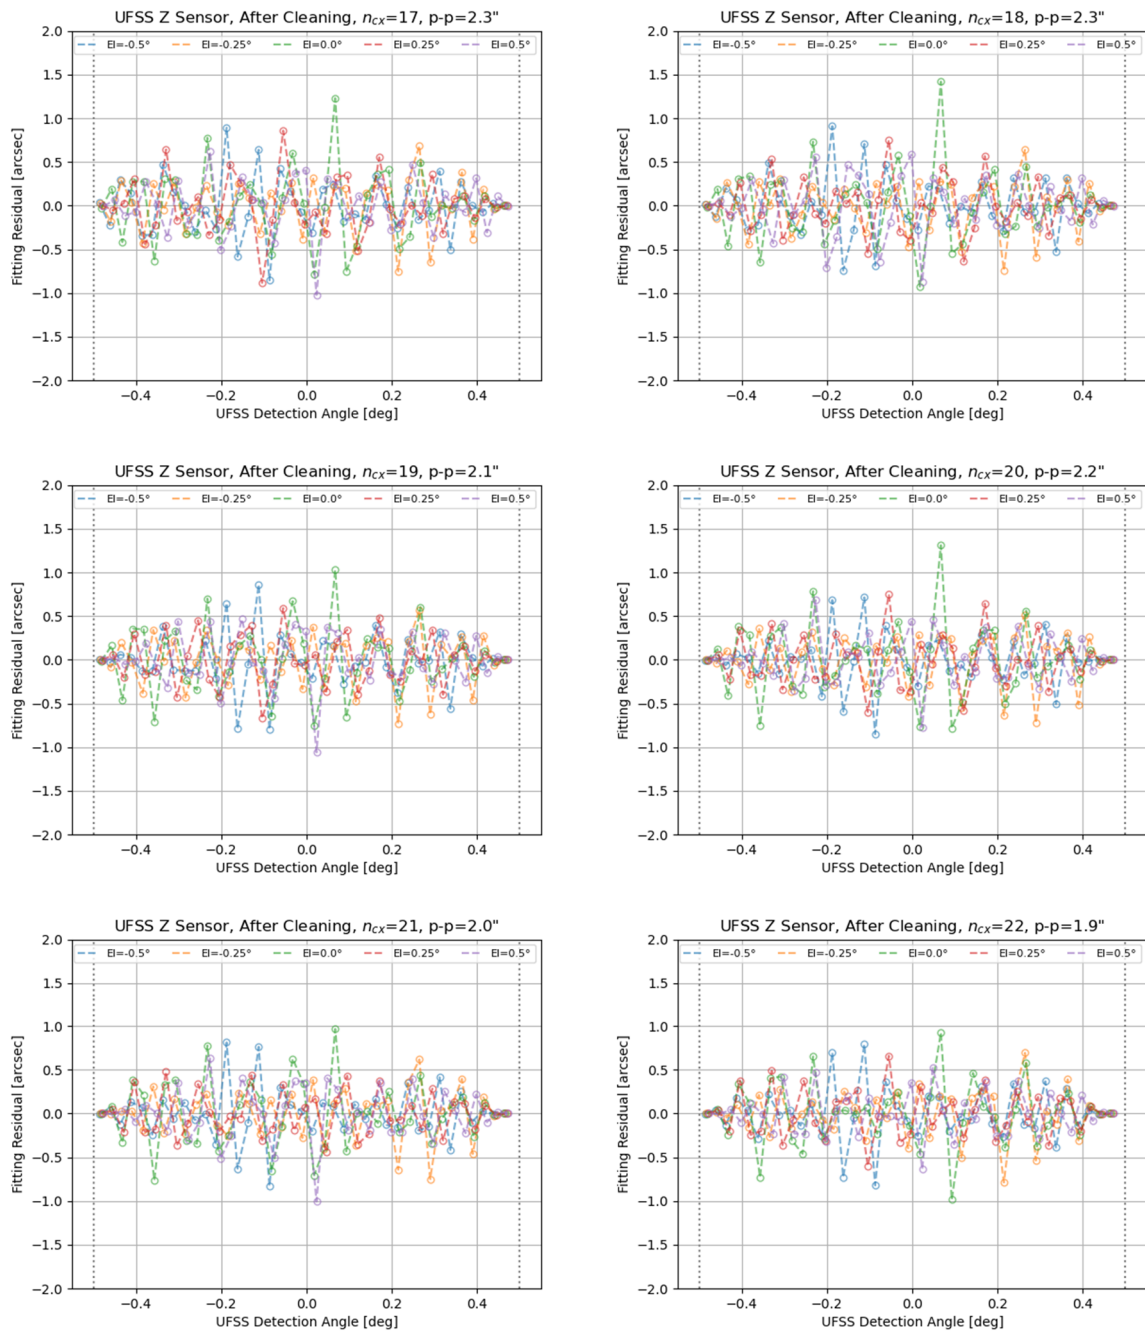 UFSS Z Sensor, After Cleaning, n_cx=17, p-p=2.3"
El=-0.5° El=-0.25° El=0.0° El=0.25° El=0.5°
Fitting Residual [arcsec]
2.0
1.5
1.0
0.5
0.0
−0.5
−1.0
−1.5
−2.0
−0.4 −0.2 0.0 0.2 0.4
UFSS Detection Angle [deg]
UFSS Z Sensor, After Cleaning, n_cx=18, p-p=2.3"
El=-0.5° El=-0.25° El=0.0° El=0.25° El=0.5°
Fitting Residual [arcsec]
2.0
1.5
1.0
0.5
0.0
−0.5
−1.0
−1.5
−2.0
−0.4 −0.2 0.0 0.2 0.4
UFSS Detection Angle [deg]
UFSS Z Sensor, After Cleaning, n_cx=19, p-p=2.1"
El=-0.5° El=-0.25° El=0.0° El=0.25° El=0.5°
Fitting Residual [arcsec]
2.0
1.5
1.0
0.5
0.0
−0.5
−1.0
−1.5
−2.0
−0.4 −0.2 0.0 0.2 0.4
UFSS Detection Angle [deg]
UFSS Z Sensor, After Cleaning, n_cx=20, p-p=2.2"
El=-0.5° El=-0.25° El=0.0° El=0.25° El=0.5°
Fitting Residual [arcsec]
2.0
1.5
1.0
0.5
0.0
−0.5
−1.0
−1.5
−2.0
−0.4 −0.2 0.0 0.2 0.4
UFSS Detection Angle [deg]
UFSS Z Sensor, After Cleaning, n_cx=21, p-p=2.0"
El=-0.5° El=-0.25° El=0.0° El=0.25° El=0.5°
Fitting Residual [arcsec]
2.0
1.5
1.0
0.5
0.0
−0.5
−1.0
−1.5
−2.0
−0.4 −0.2 0.0 0.2 0.4
UFSS Detection Angle [deg]
UFSS Z Sensor, After Cleaning, n_cx=22, p-p=1.9"
El=-0.5° El=-0.25° El=0.0° El=0.25° El=0.5°
Fitting Residual [arcsec]
2.0
1.5
1.0
0.5
0.0
−0.5
−1.0
−1.5
−2.0
−0.4 −0.2 0.0 0.2 0.4
UFSS Detection Angle [deg]